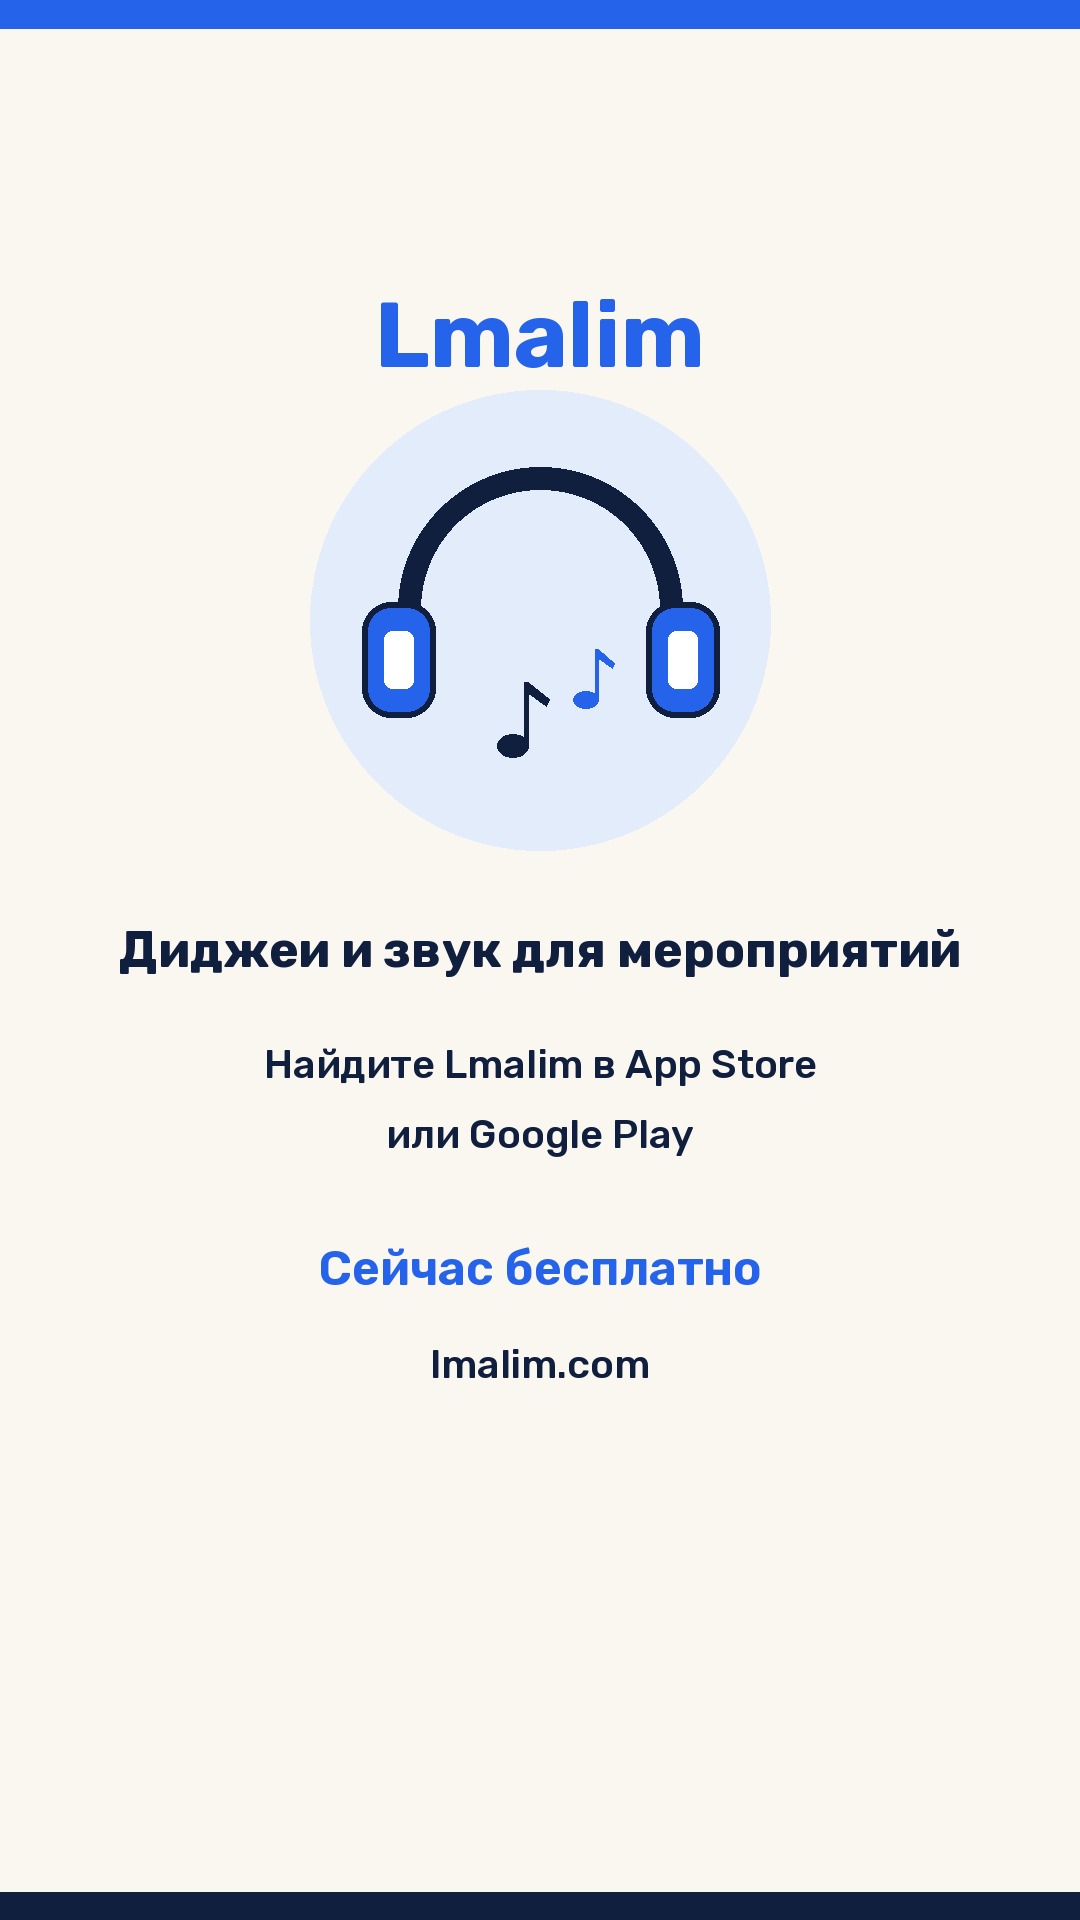 Lmalim
Диджеи и звук для мероприятий
Найдите Lmalim в App Store
или Google Play
Сейчас бесплатно
lmalim.com